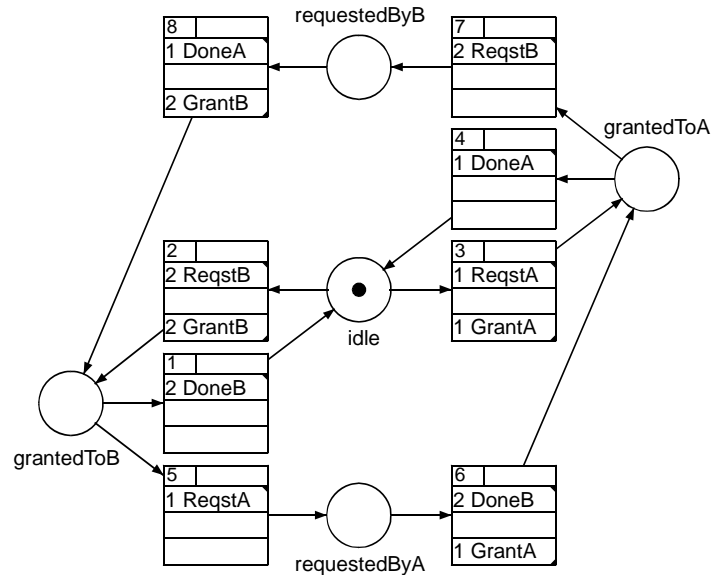 requestedByB
8
1 DoneA
2 GrantB
7
2 ReqstB
grantedToA
4
1 DoneA
2
2 ReqstB
2 GrantB
idle
3
1 ReqstA
1 GrantA
1
2 DoneB
grantedToB
5
1 ReqstA
requestedByA
6
2 DoneB
1 GrantA